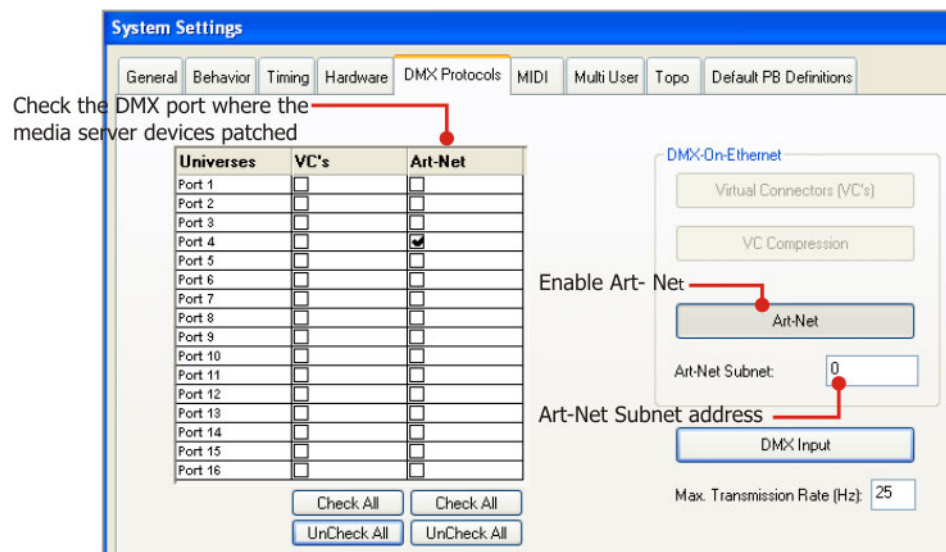 System Settings
General Behavior Timing Hardware DMX Protocols MIDI Multi User Topo Default PB Definitions
Check the DMX port where the
media server devices patched
Universes VC's Art-Net
Port 1
Port 2
Port 3
Port 4
Port 5
Port 6
Port 7
Port 8
Port 9
Port 10
Port 11
Port 12
Port 13
Port 14
Port 15
Port 16
Check All Check All
UnCheck All UnCheck All
DMX-On-Ethernet
Virtual Connectors (VC's)
VC Compression
Enable Art- Net
Art-Net
Art-Net Subnet: 0
Art-Net Subnet address
DMX Input
Max. Transmission Rate (Hz): 25